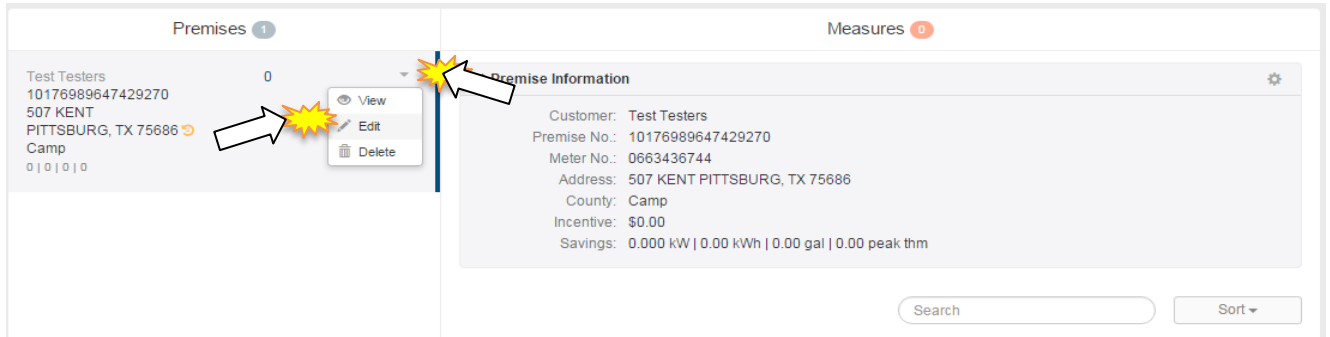 Premises 1
Measures 0
Test Testers 0
10176989647429270
507 KENT
PITTSBURG, TX 75686
Camp
0 | 0 | 0 | 0
View
Edit
Delete
Premise Information
Customer: Test Testers
Premise No.: 10176989647429270
Meter No.: 0663436744
Address: 507 KENT PITTSBURG, TX 75686
County: Camp
Incentive: $0.00
Savings: 0.000 kW | 0.00 kWh | 0.00 gal | 0.00 peak thm
Search
Sort